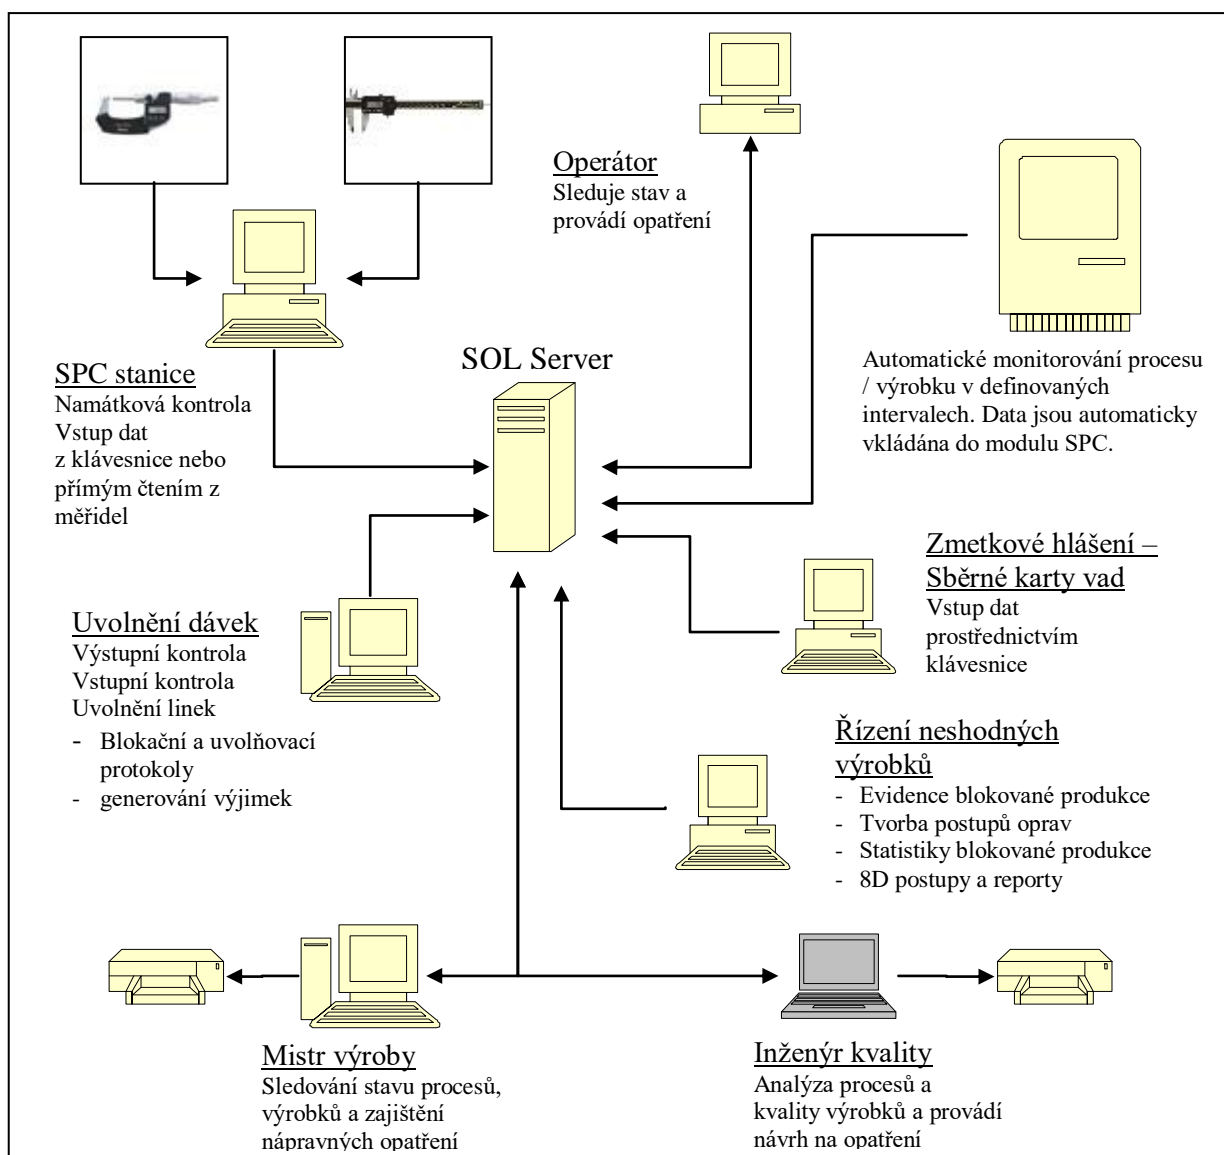 Operátor
Sleduje stav a
provádí opatření
SOL Server
SPC stanice
Namátková kontrola
Vstup dat
z klávesnice nebo
přímým čtením z
měřidel
Automatické monitorování procesu
/ výrobku v definovaných
intervalech. Data jsou automaticky
vkládána do modulu SPC.
Zmetkové hlášení –
Sběrné karty vad
Vstup dat
prostřednictvím
klávesnice
Uvolnění dávek
Výstupní kontrola
Vstupní kontrola
Uvolnění linek
- Blokační a uvolňovací
protokoly
- generování výjimek
Řízení neshodných
výrobků
- Evidence blokované produkce
- Tvorba postupů oprav
- Statistiky blokované produkce
- 8D postupy a reporty
Mistr výroby
Sledování stavu procesů,
výrobků a zajištění
nápravných opatření
Inženýr kvality
Analýza procesů a
kvality výrobků a provádí
návrh na opatření